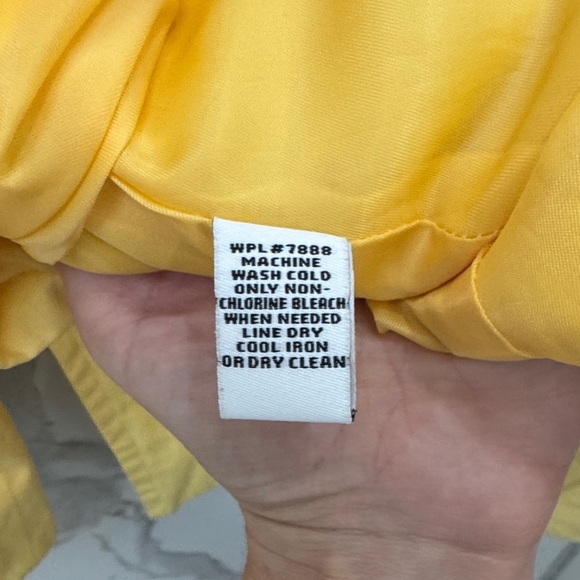 WPL#7888
MACHINE
WASH COLD
ONLY NON-
CHLORINE BLEACH
WHEN NEEDED
LINE DRY
COOL IRON
OR DRY CLEAN